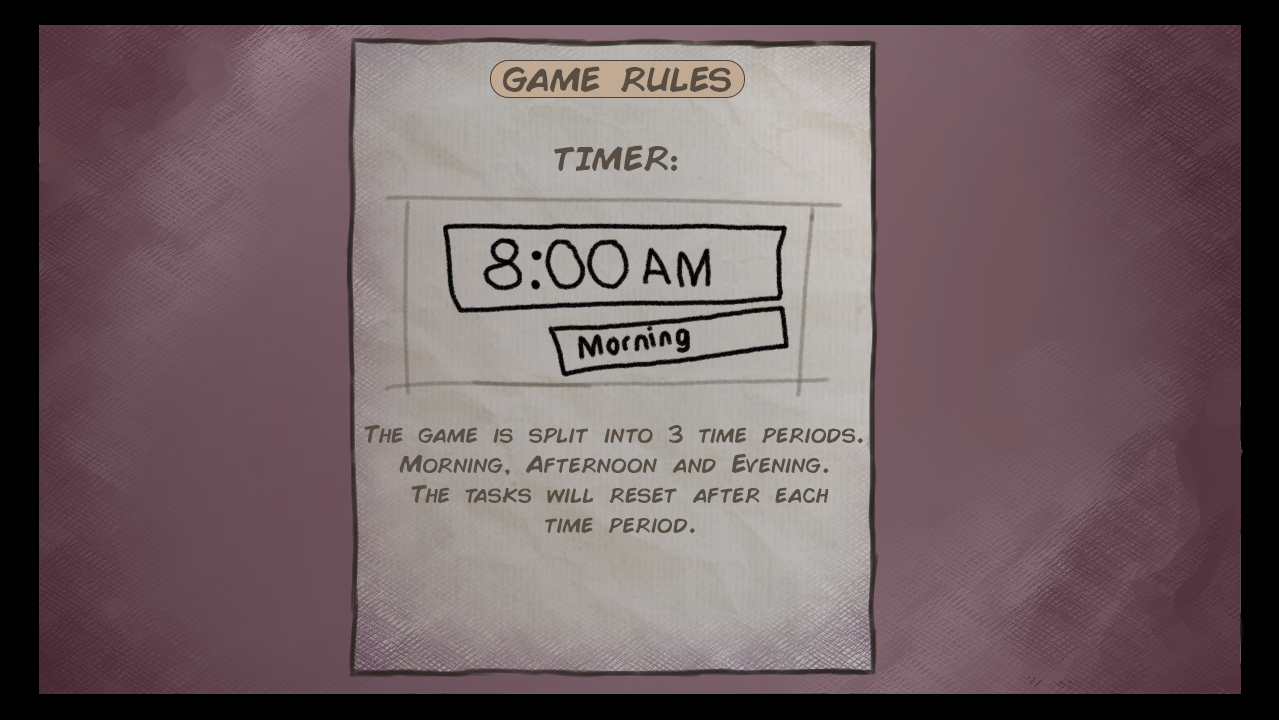 GAME RULES
TIMER:
8:00 AM
Morning
THE GAME IS SPLIT INTO 3 TIME PERIODS.
MORNING, AFTERNOON AND EVENING.
THE TASKS WILL RESET AFTER EACH
TIME PERIOD.